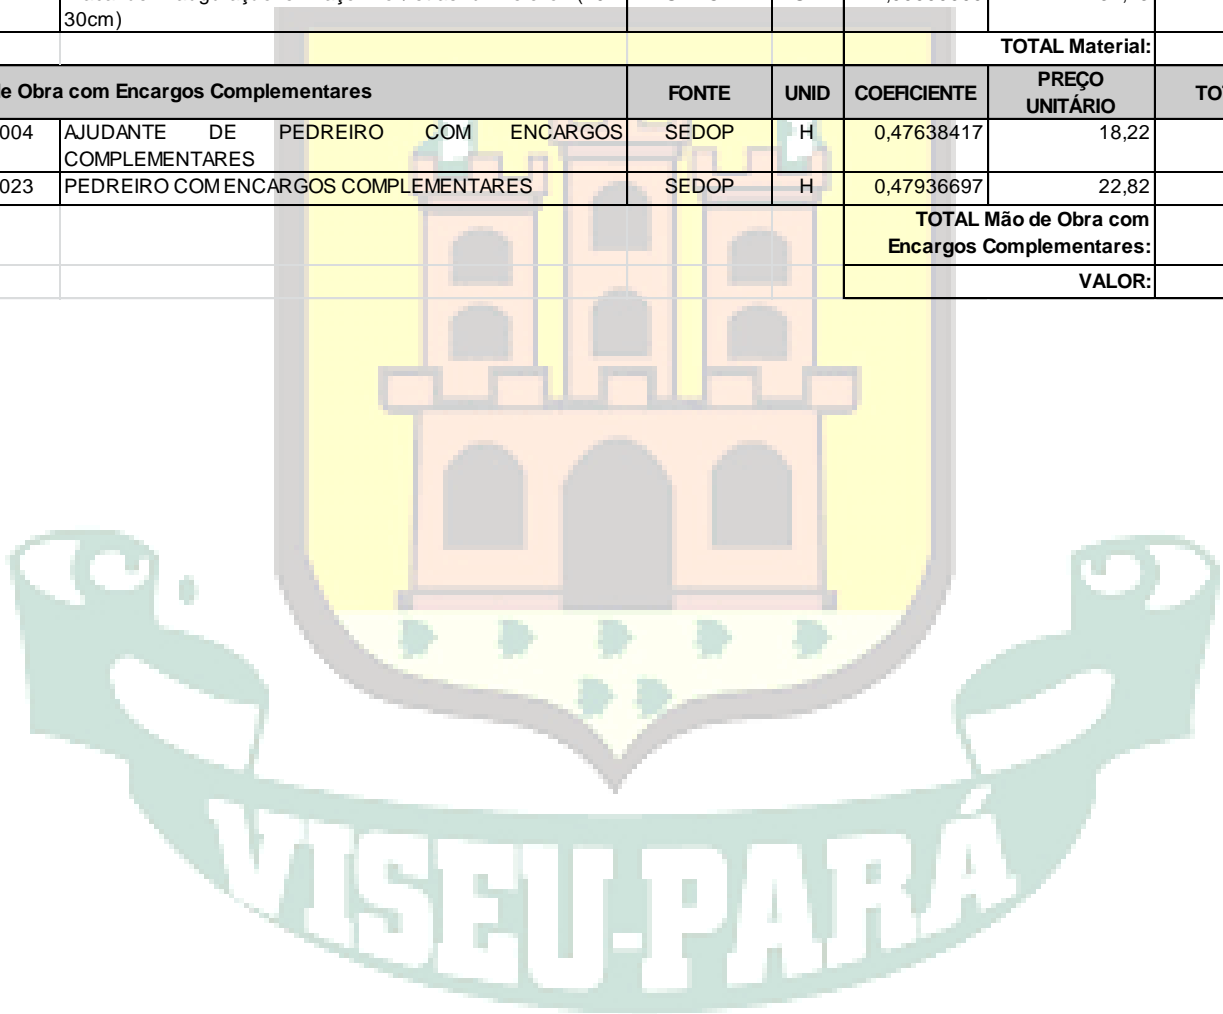 30cm)
TOTAL Material:
e Obra com Encargos Complementares FONTE UNID COEFICIENTE PREÇO UNITÁRIO TO
004 AJUDANTE DE PEDREIRO COM ENCARGOS SEDOP H 0,47638417 18,22
COMPLEMENTARES
023 PEDREIRO COM ENCARGOS COMPLEMENTARES SEDOP H 0,47936697 22,82
TOTAL Mão de Obra com
Encargos Complementares:
VALOR:
VISEU-PARÁ